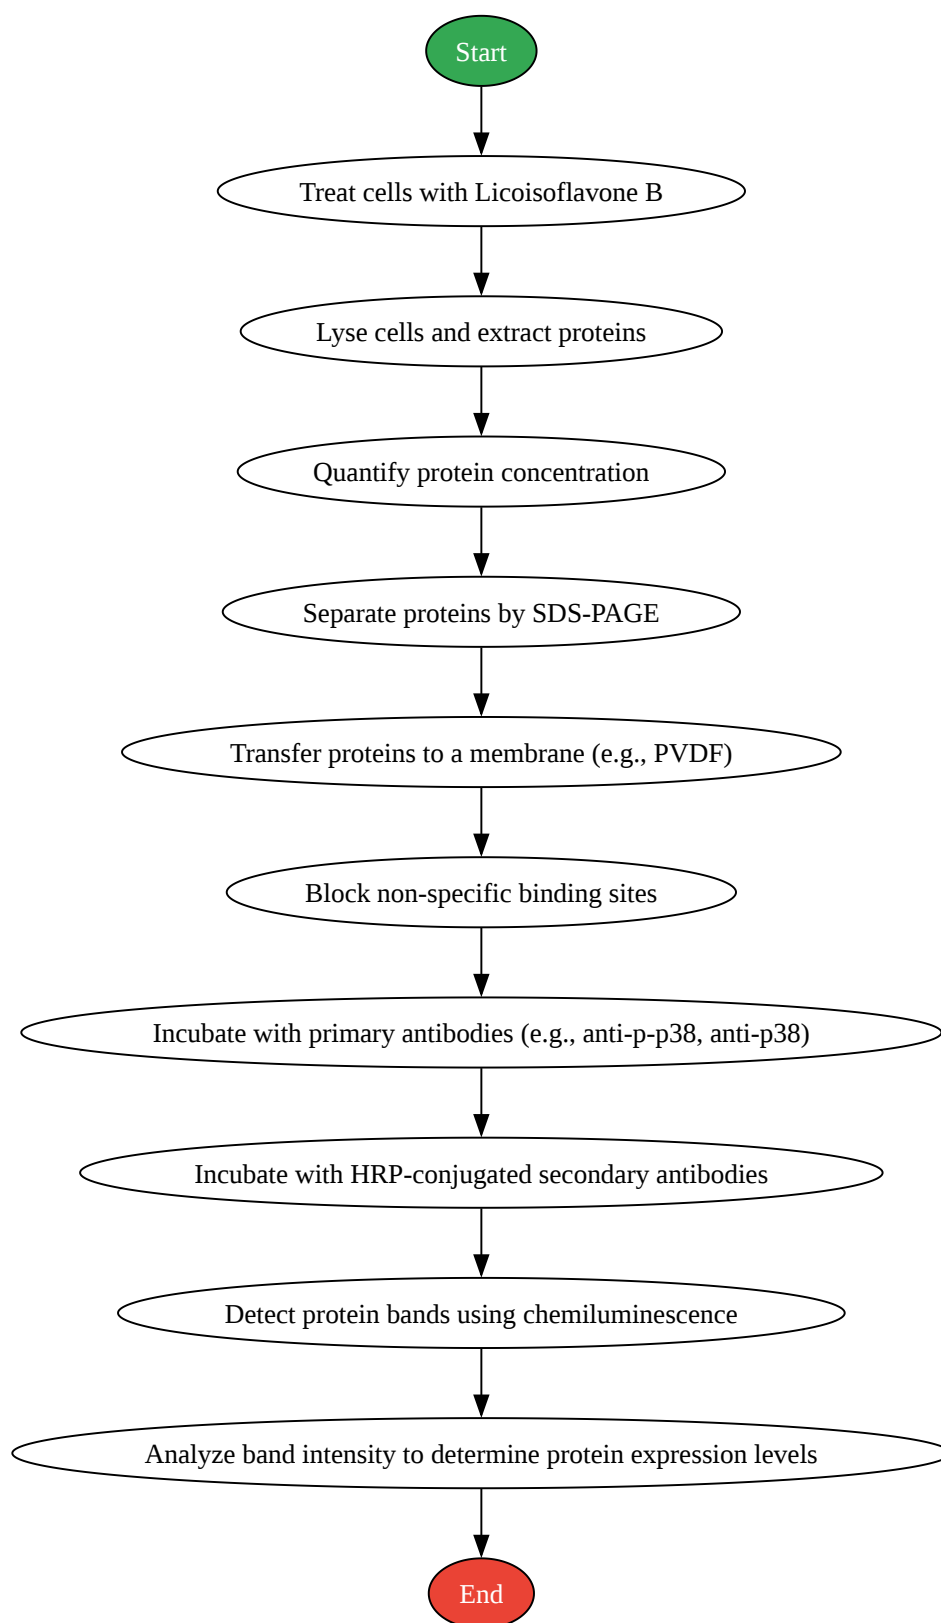 Start
Treat cells with Licoisoflavone B
Lyse cells and extract proteins
Quantify protein concentration
Separate proteins by SDS-PAGE
Transfer proteins to a membrane (e.g., PVDF)
Block non-specific binding sites
Incubate with primary antibodies (e.g., anti-p-p38, anti-p38)
Incubate with HRP-conjugated secondary antibodies
Detect protein bands using chemiluminescence
Analyze band intensity to determine protein expression levels
End